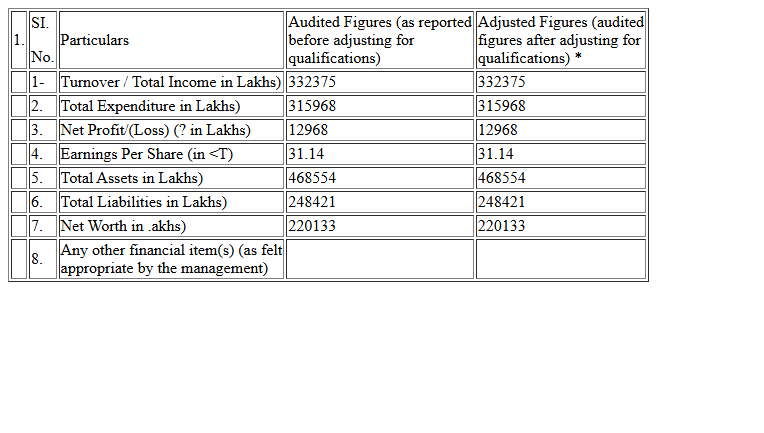 1. SI. No. Particulars Audited Figures (as reported before adjusting for qualifications) Adjusted Figures (audited figures after adjusting for qualifications) *
1- Turnover / Total Income in Lakhs) 332375 332375
2. Total Expenditure in Lakhs) 315968 315968
3. Net Profit/(Loss) (? in Lakhs) 12968 12968
4. Earnings Per Share (in <T) 31.14 31.14
5. Total Assets in Lakhs) 468554 468554
6. Total Liabilities in Lakhs) 248421 248421
7. Net Worth in .akhs) 220133 220133
8. Any other financial item(s) (as felt appropriate by the management)